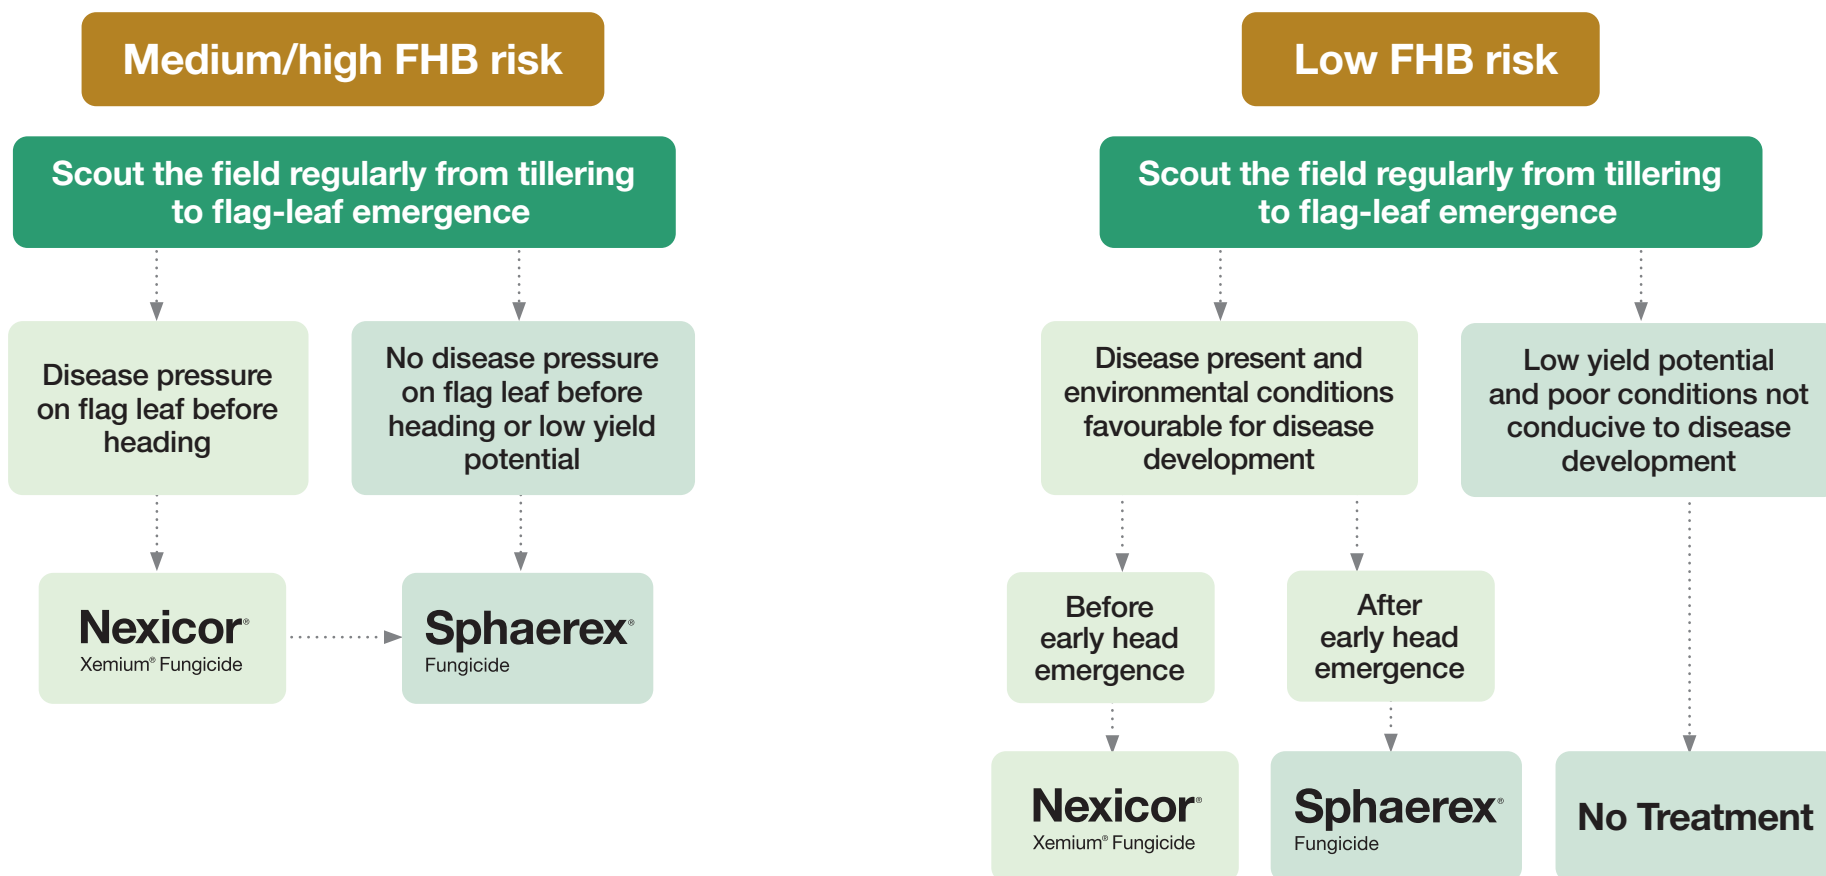 Medium/high FHB risk
Scout the field regularly from tillering
to flag-leaf emergence
Disease pressure
on flag leaf before
heading
No disease pressure
on flag leaf before
heading or low yield
potential
Nexicor®
Xemium® Fungicide
Sphaerex®
Fungicide
Low FHB risk
Scout the field regularly from tillering
to flag-leaf emergence
Disease present and
environmental conditions
favourable for disease
development
Low yield potential
and poor conditions not
conducive to disease
development
Before
early head
emergence
After
early head
emergence
Nexicor®
Xemium® Fungicide
Sphaerex®
Fungicide
No Treatment